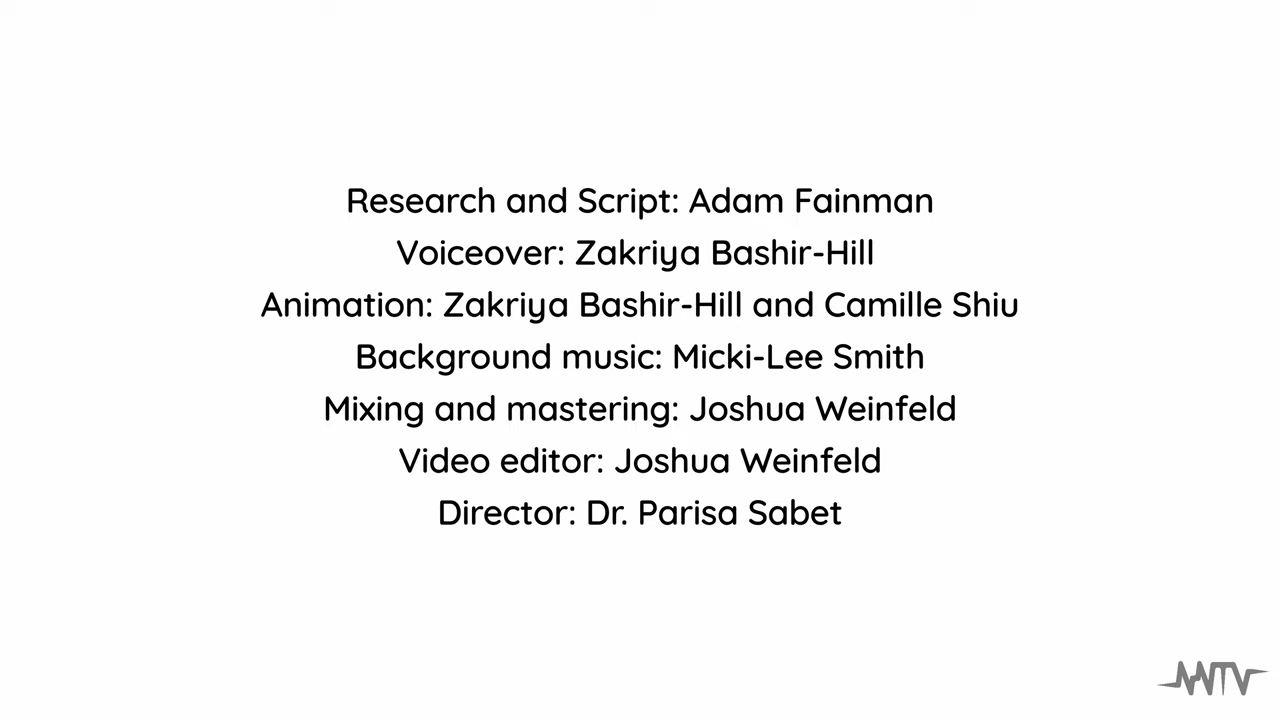 Research and Script: Adam Fainman
Voiceover: Zakriya Bashir-Hill
Animation: Zakriya Bashir-Hill and Camille Shiu
Background music: Micki-Lee Smith
Mixing and mastering: Joshua Weinfeld
Video editor: Joshua Weinfeld
Director: Dr. Parisa Sabet